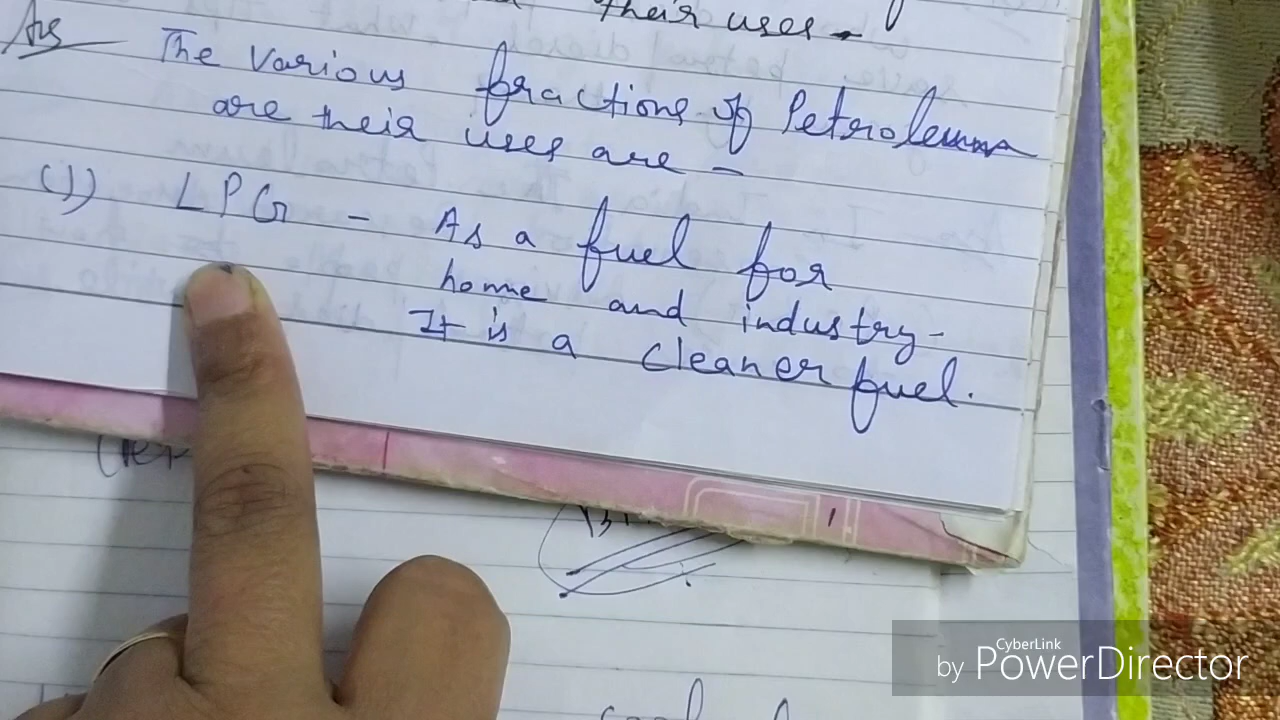 their uses -
Ans The various fractions of Petroleum
are their uses are -
(1) LPG - As a fuel for
home and industry-
It is a cleaner fuel.
CyberLink
by PowerDirector